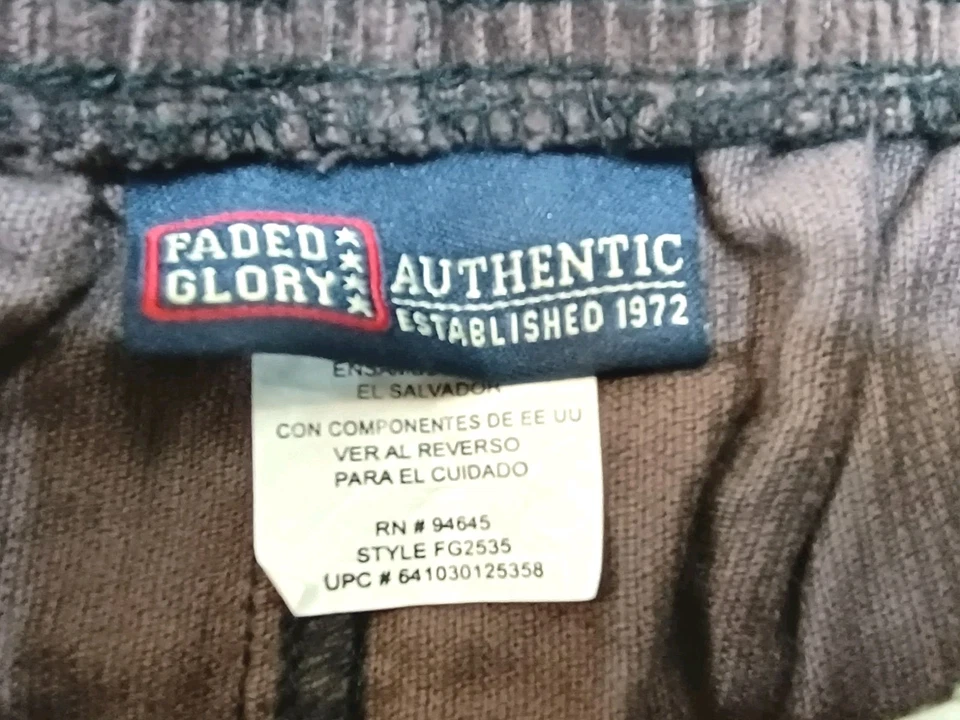 FADED
GLORY
AUTHENTIC
ESTABLISHED 1972
EL SALVADOR
CON COMPONENTES DE EE UU
VER AL REVERSO
PARA EL CUIDADO
RN # 94645
STYLE FG2535
UPC # 641030125358